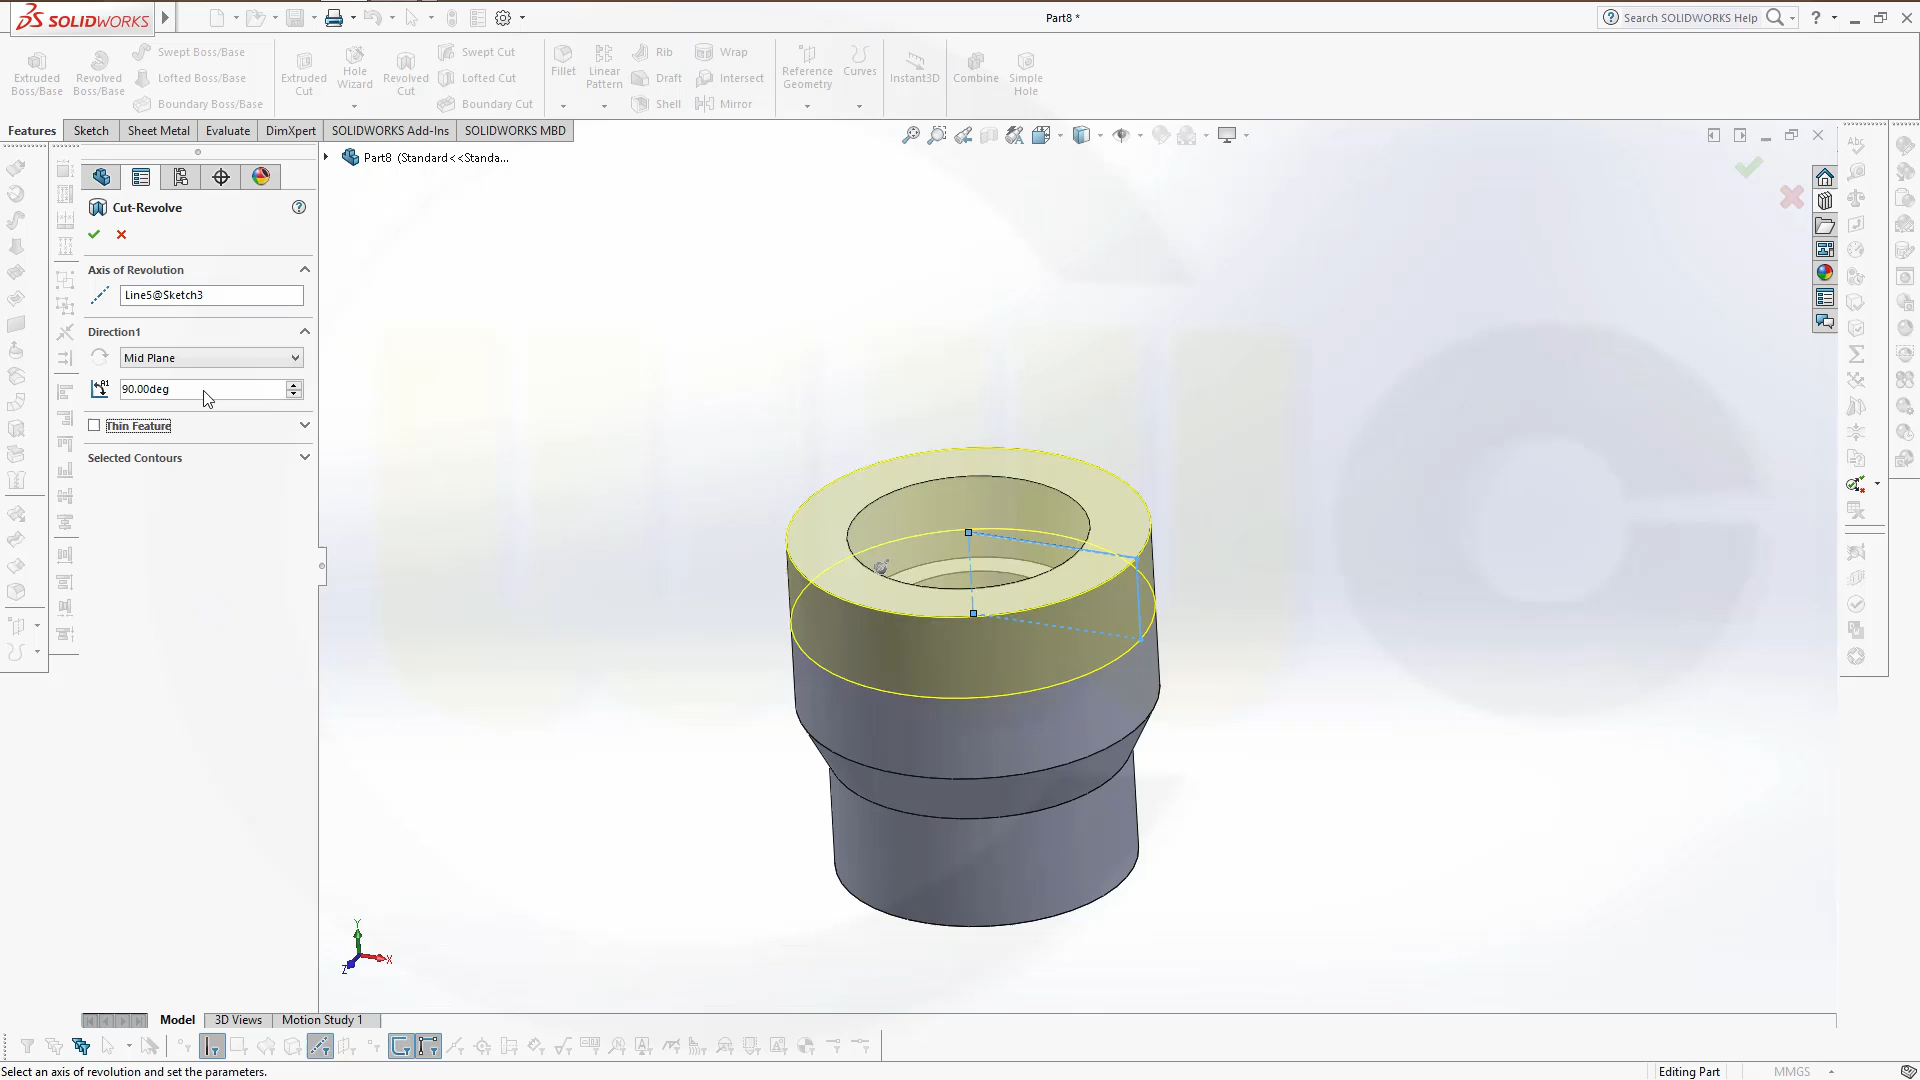 SOLIDWORKS
Part8 *
Search SOLIDWORKS Help
Extruded Boss/Base
Revolved Boss/Base
Swept Boss/Base
Lofted Boss/Base
Boundary Boss/Base
Extruded Cut
Hole Wizard
Revolved Cut
Swept Cut
Lofted Cut
Boundary Cut
Fillet
Linear Pattern
Rib
Draft
Shell
Wrap
Intersect
Mirror
Reference Geometry
Curves
Instant3D
Combine
Simple Hole
Features
Sketch
Sheet Metal
Evaluate
DimXpert
SOLIDWORKS Add-Ins
SOLIDWORKS MBD
Part8 (Standard<<Standa...
Cut-Revolve
Axis of Revolution
Line5@Sketch3
Direction1
Mid Plane
90.00deg
Thin Feature
Selected Contours
Y
X
Z
Model
3D Views
Motion Study 1
Select an axis of revolution and set the parameters.
Editing Part
MMGS